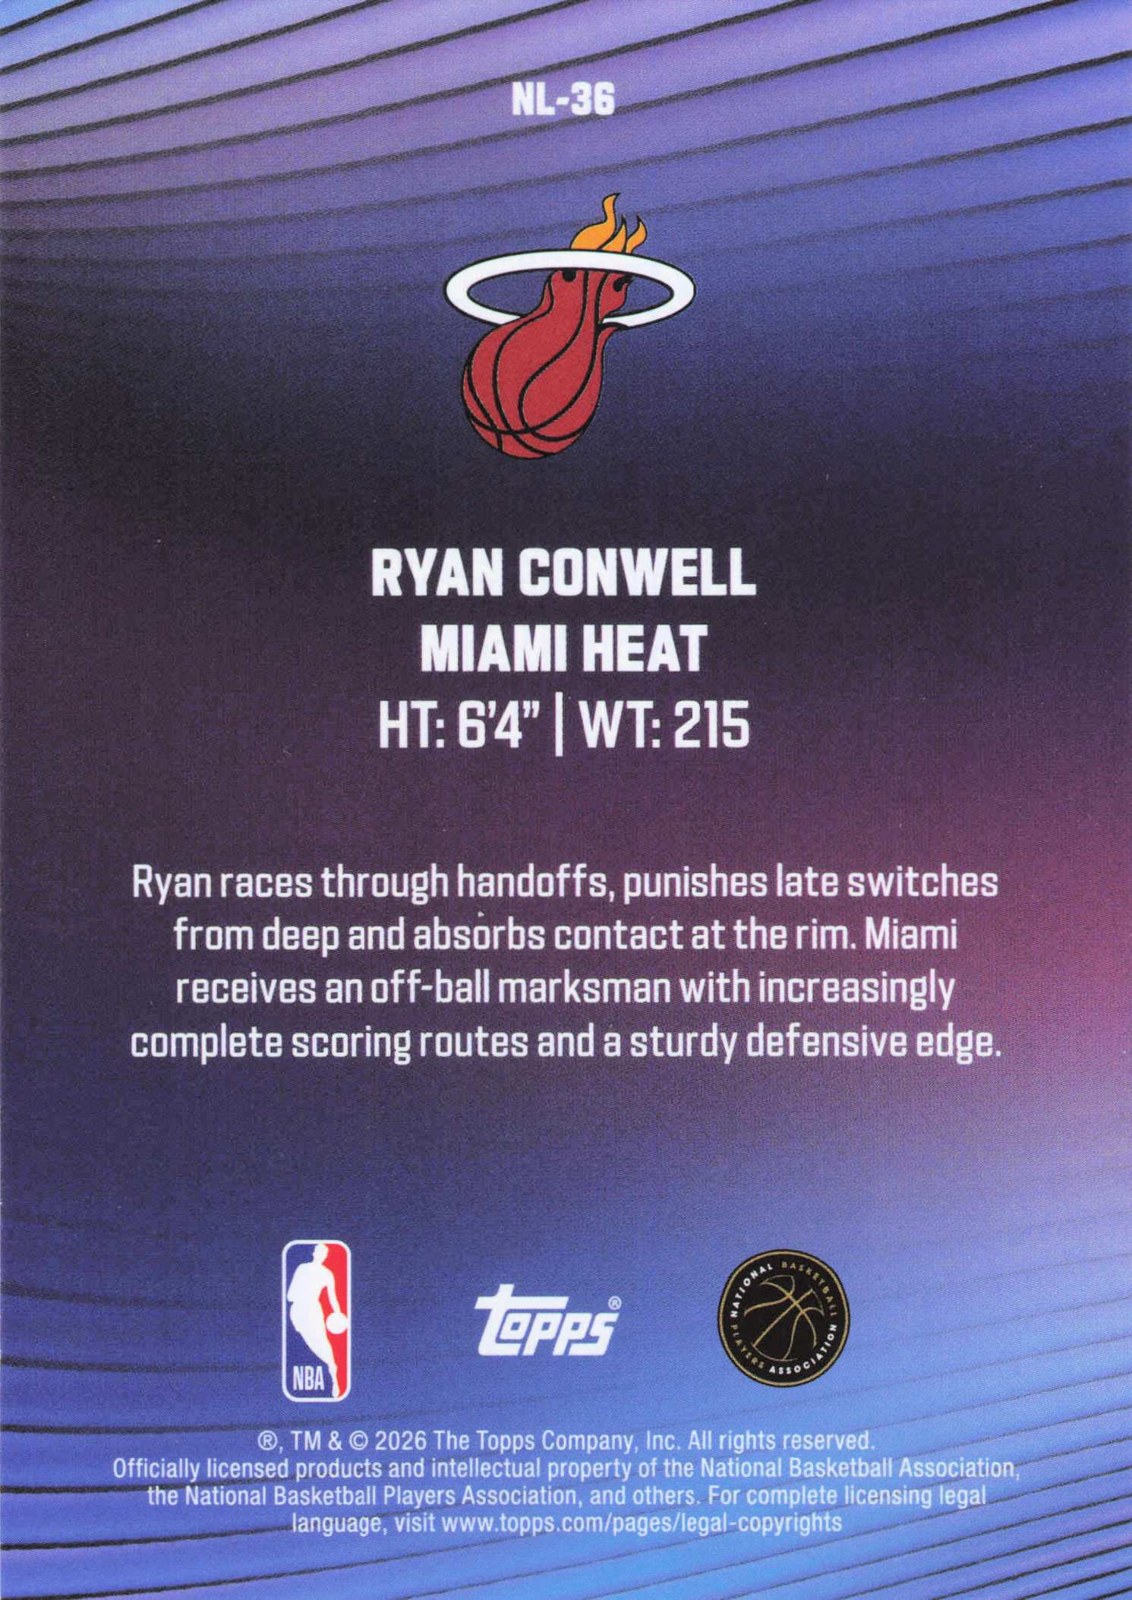 NL-36
RYAN CONWELL
MIAMI HEAT
HT: 6'4” | WT: 215
Ryan races through handoffs, punishes late switches
from deep and absorbs contact at the rim. Miami
receives an off-ball marksman with increasingly
complete scoring routes and a sturdy defensive edge.
NBA
TOPPS®
NATIONAL BASKETBALL
PLAYERS ASSOCIATION
®, TM & © 2026 The Topps Company, Inc. All rights reserved.
Officially licensed products and intellectual property of the National Basketball Association,
the National Basketball Players Association, and others. For complete licensing legal
language, visit www.topps.com/pages/legal-copyrights